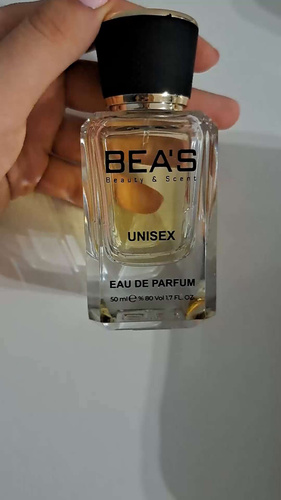 BEA'S
Beauty & Scent
UNISEX
EAU DE PARFUM
50 ml ℮ % 80 Vol 1.7 FL. OZ.